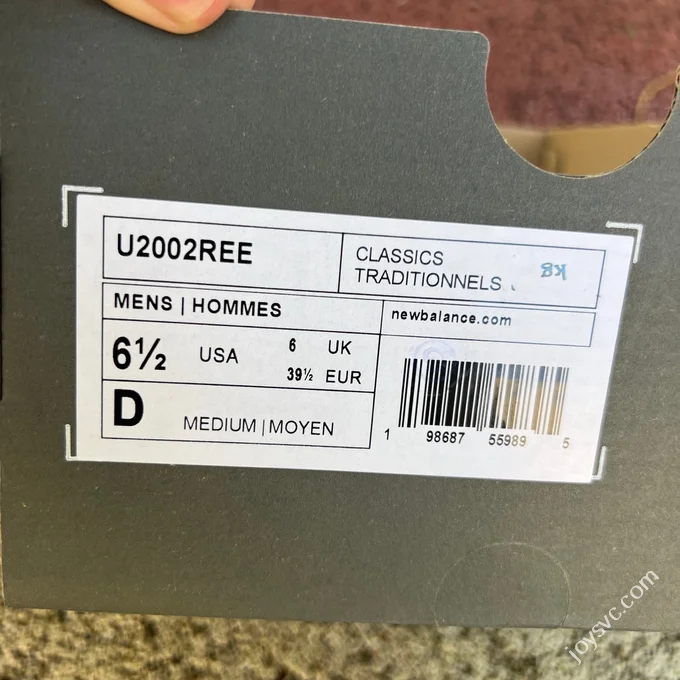 U2002REE
CLASSICS
TRADITIONNELS
MENS | HOMMES
newbalance.com
6½ USA 6 UK
39½ EUR
D MEDIUM | MOYEN
1 98687 55989 5
joysvc.com